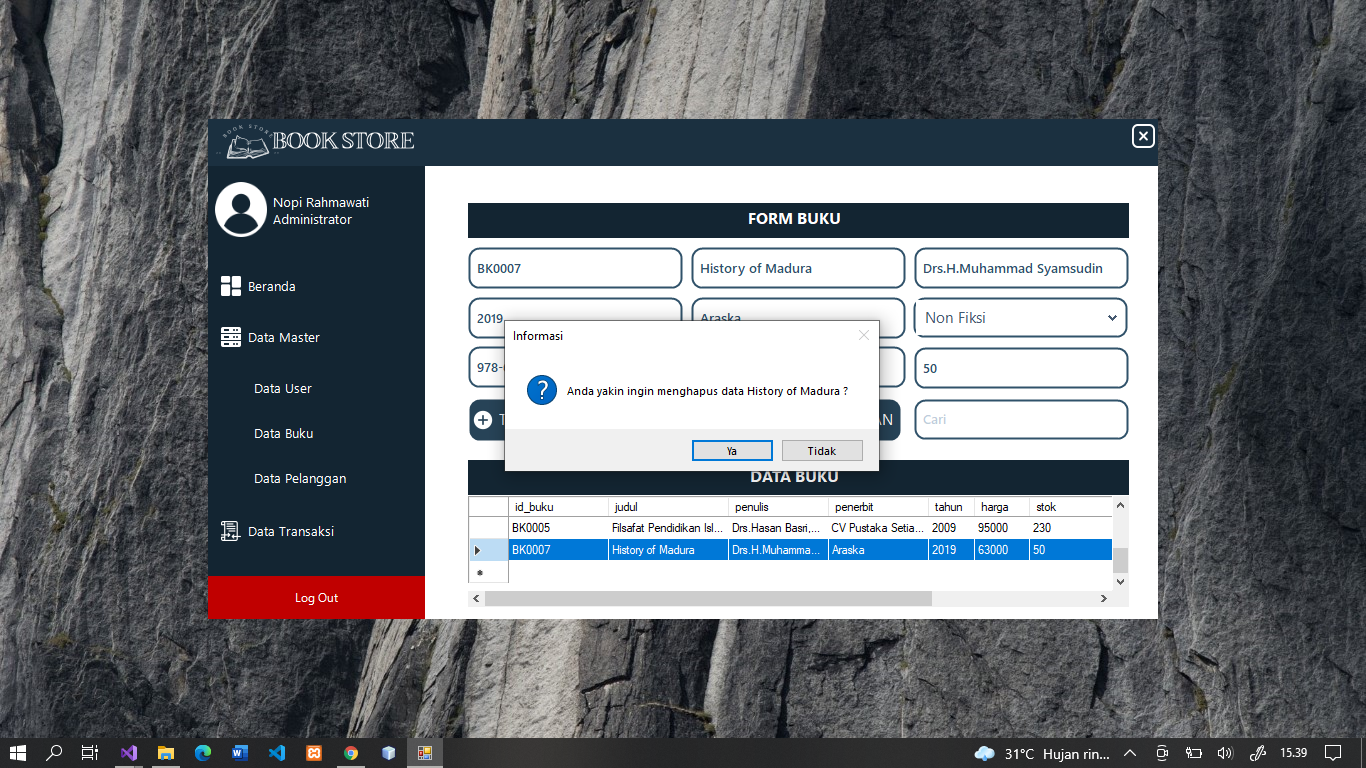 BOOK STORE
BOOK STORE
Nopi Rahmawati
Administrator
Beranda
Data Master
Data User
Data Buku
Data Pelanggan
Data Transaksi
Log Out
FORM BUKU
BK0007 History of Madura Drs.H.Muhammad Syamsudin
2019 Araska Non Fiksi
978- 50
Informasi
Anda yakin ingin menghapus data History of Madura ?
Ya Tidak
T AN Cari
DATA BUKU
id_buku judul penulis penerbit tahun harga stok
BK0005 Filsafat Pendidikan Isl... Drs.Hasan Basri,... CV Pustaka Setia... 2009 95000 230
BK0007 History of Madura Drs.H.Muhamma... Araska 2019 63000 50
31°C Hujan rin... 15.39